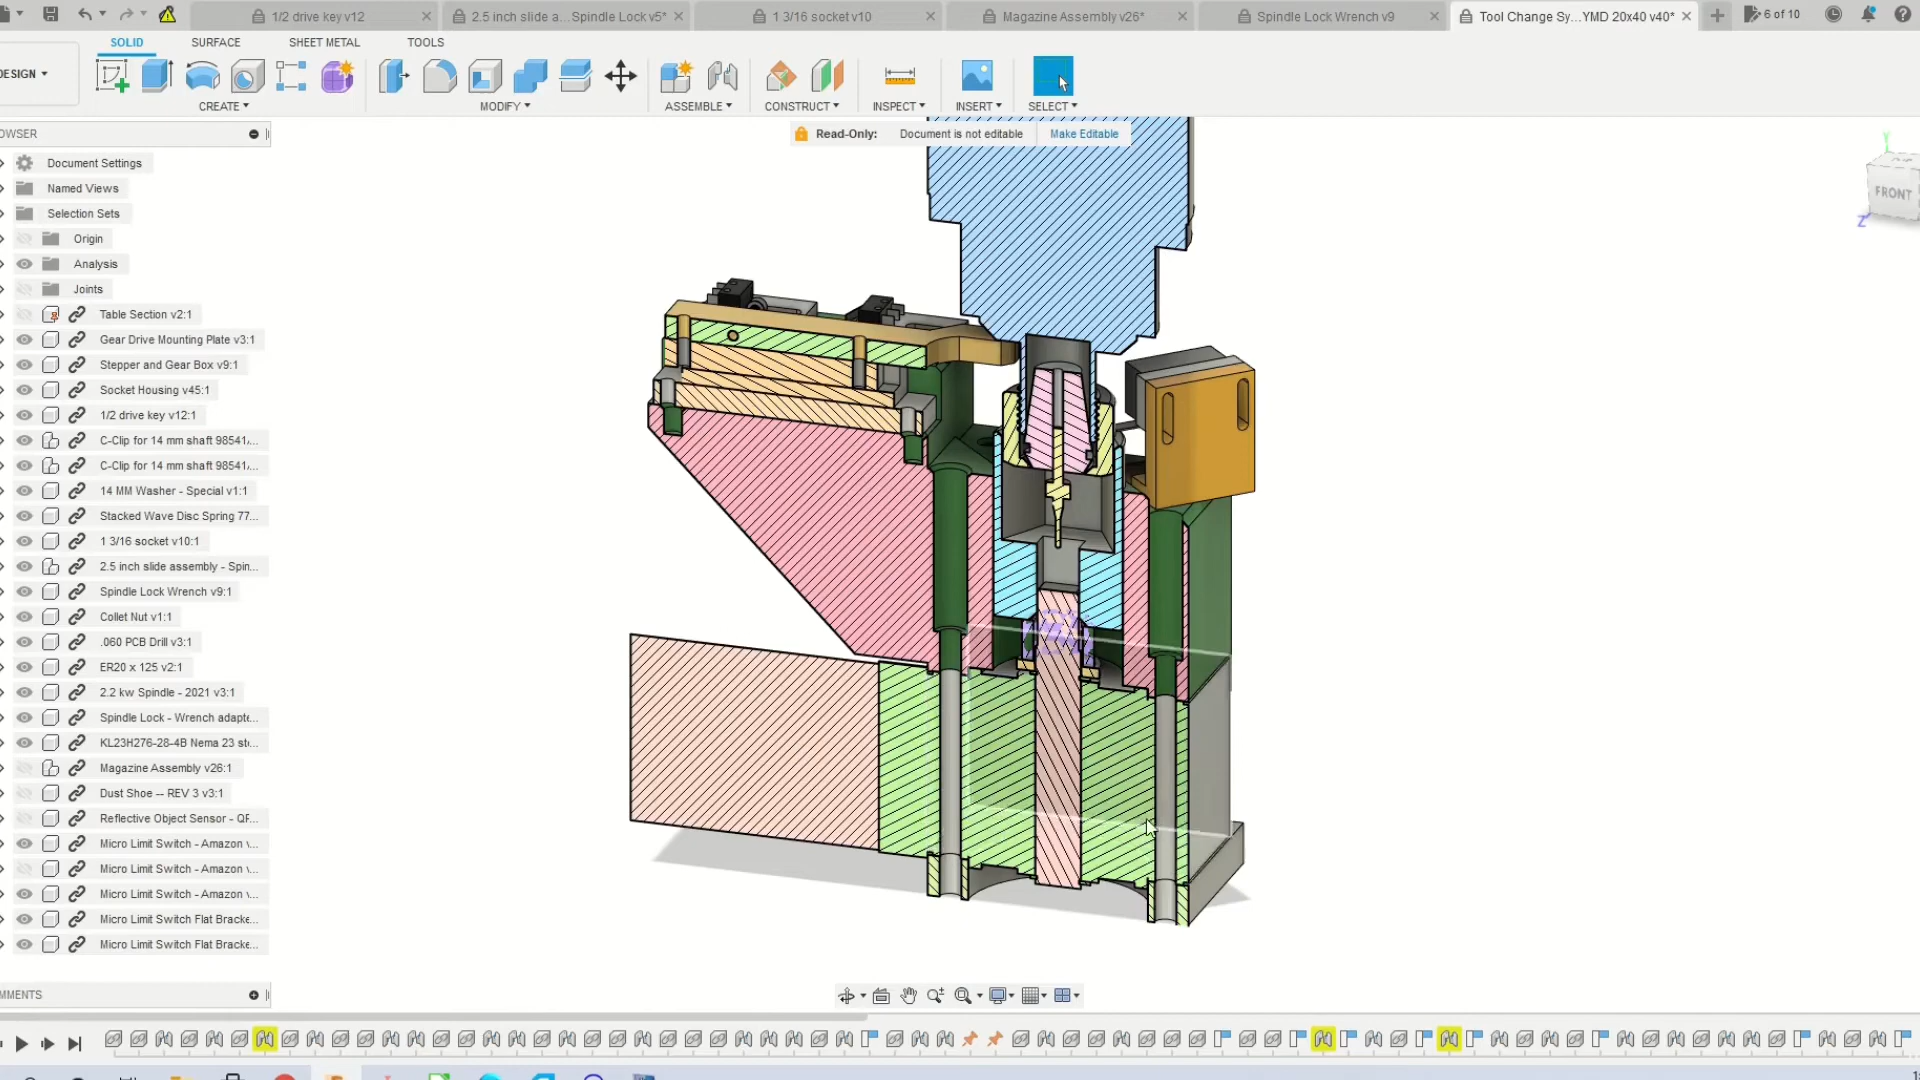 1/2 drive key v12
2.5 inch slide a...Spindle Lock v5*
1 3/16 socket v10
Magazine Assembly v26*
Spindle Lock Wrench v9
Tool Change Sy...YMD 20x40 v40*
6 of 10
SOLID
SURFACE
SHEET METAL
TOOLS
DESIGN
CREATE
MODIFY
ASSEMBLE
CONSTRUCT
INSPECT
INSERT
SELECT
OWSER
Read-Only:
Document is not editable
Make Editable
Y
FRONT
Z
Document Settings
Named Views
Selection Sets
Origin
Analysis
Joints
Table Section v2:1
Gear Drive Mounting Plate v3:1
Stepper and Gear Box v9:1
Socket Housing v45:1
1/2 drive key v12:1
C-Clip for 14 mm shaft 98541...
C-Clip for 14 mm shaft 98541...
14 MM Washer - Special v1:1
Stacked Wave Disc Spring 77...
1 3/16 socket v10:1
2.5 inch slide assembly - Spin...
Spindle Lock Wrench v9:1
Collet Nut v1:1
.060 PCB Drill v3:1
ER20 x 125 v2:1
2.2 kw Spindle - 2021 v3:1
Spindle Lock - Wrench adapte...
KL23H276-28-4B Nema 23 ste...
Magazine Assembly v26:1
Dust Shoe -- REV 3 v3:1
Reflective Object Sensor - QF...
Micro Limit Switch - Amazon v...
Micro Limit Switch - Amazon v...
Micro Limit Switch - Amazon v...
Micro Limit Switch Flat Bracke...
Micro Limit Switch Flat Bracke...
MMENTS